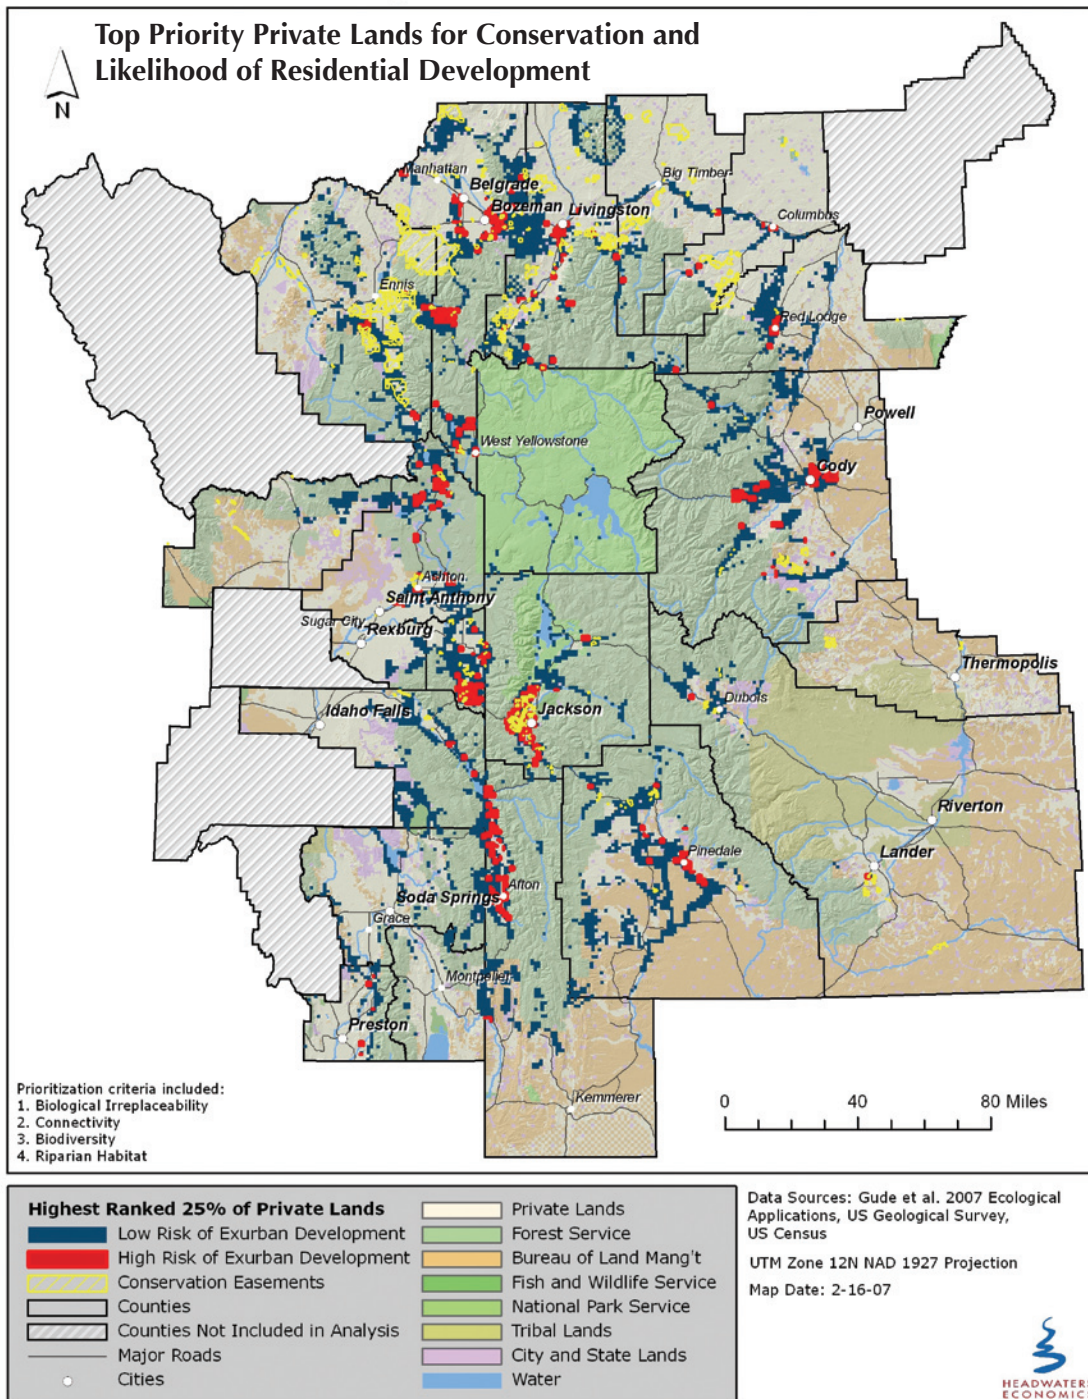 Top Priority Private Lands for Conservation and
Likelihood of Residential Development
N
Manhattan
Belgrade
Bozeman
Livingston
Big Timber
Columbus
Ennis
Red Lodge
Powell
West Yellowstone
Cody
Ashton
Saint Anthony
Sugar City
Rexburg
Thermopolis
Dubois
Jackson
Idaho Falls
Riverton
Lander
Pinedale
Afton
Soda Springs
Grace
Montpelier
Preston
Kemmerer
0 40 80 Miles
Prioritization criteria included:
1. Biological Irreplaceability
2. Connectivity
3. Biodiversity
4. Riparian Habitat
Highest Ranked 25% of Private Lands
Low Risk of Exurban Development
High Risk of Exurban Development
Conservation Easements
Counties
Counties Not Included in Analysis
Major Roads
Cities
Private Lands
Forest Service
Bureau of Land Mang't
Fish and Wildlife Service
National Park Service
Tribal Lands
City and State Lands
Water
Data Sources: Gude et al. 2007 Ecological
Applications, US Geological Survey,
US Census
UTM Zone 12N NAD 1927 Projection
Map Date: 2-16-07
HEADWATER
ECONOMIC